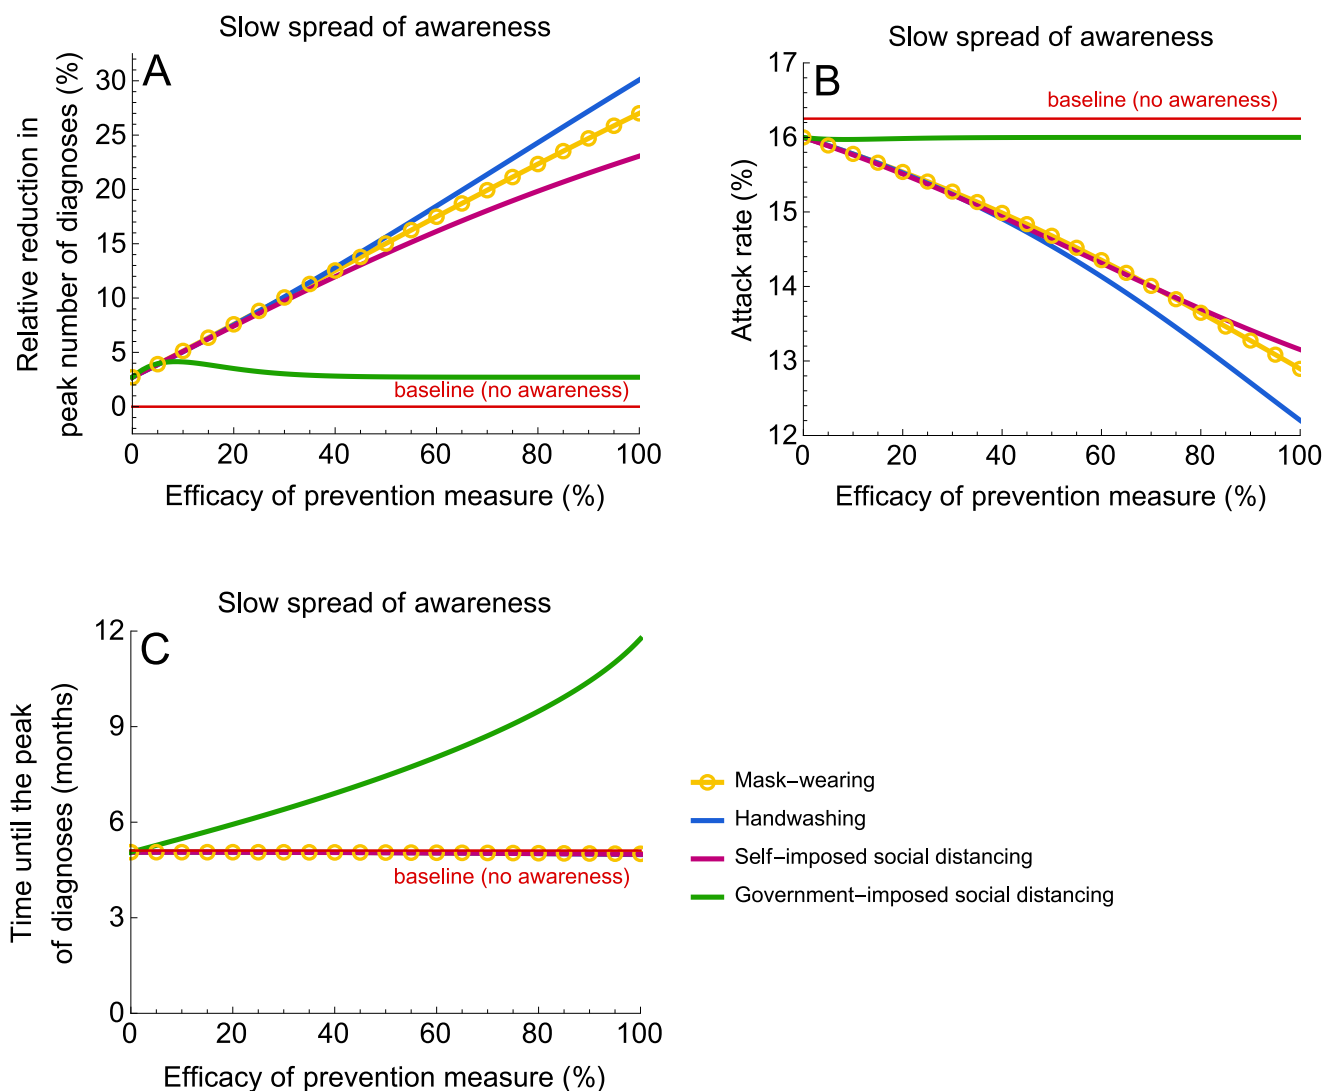 Slow spread of awareness
A
Relative reduction in
peak number of diagnoses (%)
30
25
20
15
10
5
0
baseline (no awareness)
0 20 40 60 80 100
Efficacy of prevention measure (%)
Slow spread of awareness
B
Attack rate (%)
17
16
15
14
13
12
baseline (no awareness)
0 20 40 60 80 100
Efficacy of prevention measure (%)
Slow spread of awareness
C
Time until the peak
of diagnoses (months)
12
9
6
3
0
baseline (no awareness)
0 20 40 60 80 100
Efficacy of prevention measure (%)
Mask–wearing
Handwashing
Self–imposed social distancing
Government–imposed social distancing